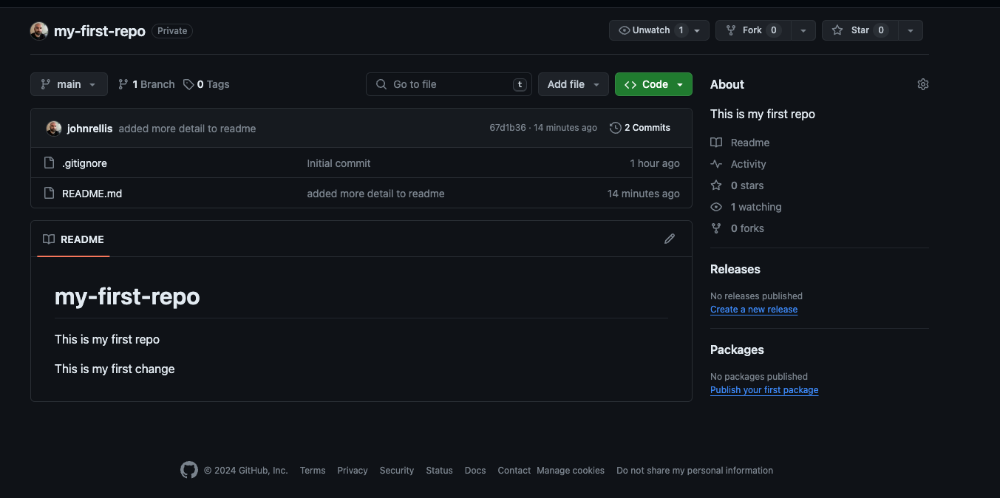 my-first-repo Private Unwatch 1 Fork 0 Star 0
main 1 Branch 0 Tags Go to file t Add file Code
johnrellis added more detail to readme 67d1b36 · 14 minutes ago 2 Commits
.gitignore Initial commit 1 hour ago
README.md added more detail to readme 14 minutes ago
README
my-first-repo
This is my first repo
This is my first change
About
This is my first repo
Readme
Activity
0 stars
1 watching
0 forks
Releases
No releases published
Create a new release
Packages
No packages published
Publish your first package
© 2024 GitHub, Inc. Terms Privacy Security Status Docs Contact Manage cookies Do not share my personal information